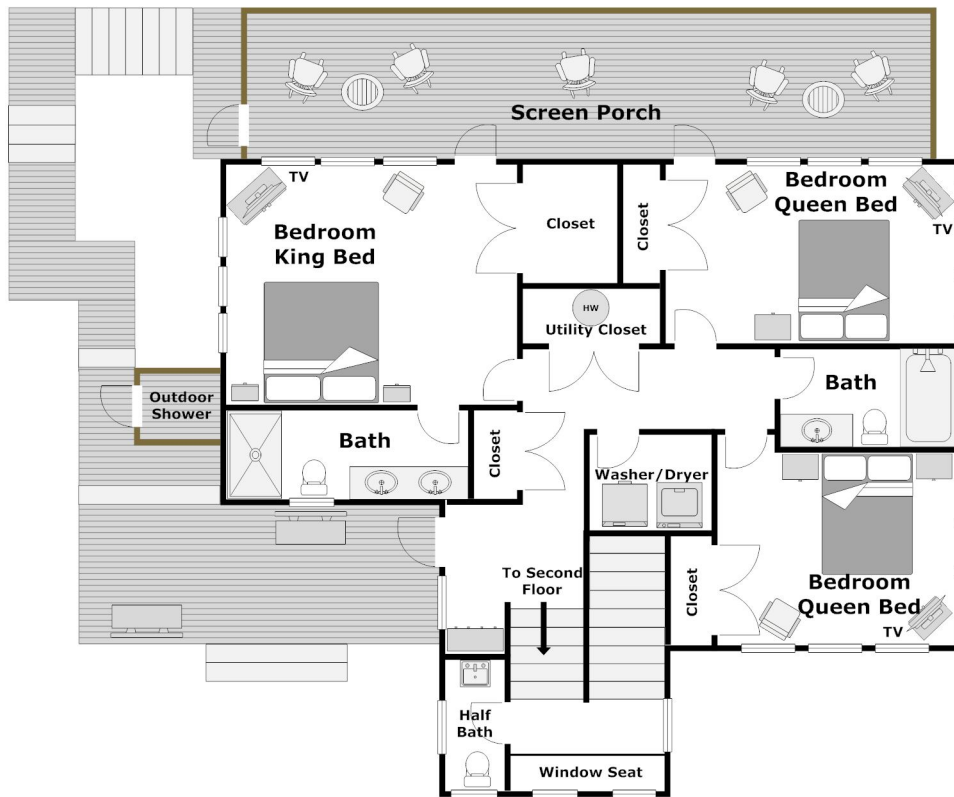 Screen Porch
TV
Bedroom
King Bed
Closet
Closet
Bedroom
Queen Bed
TV
HW
Utility Closet
Outdoor
Shower
Bath
Closet
Bath
Washer/Dryer
To Second
Floor
Closet
Bedroom
Queen Bed
TV
Half
Bath
Window Seat